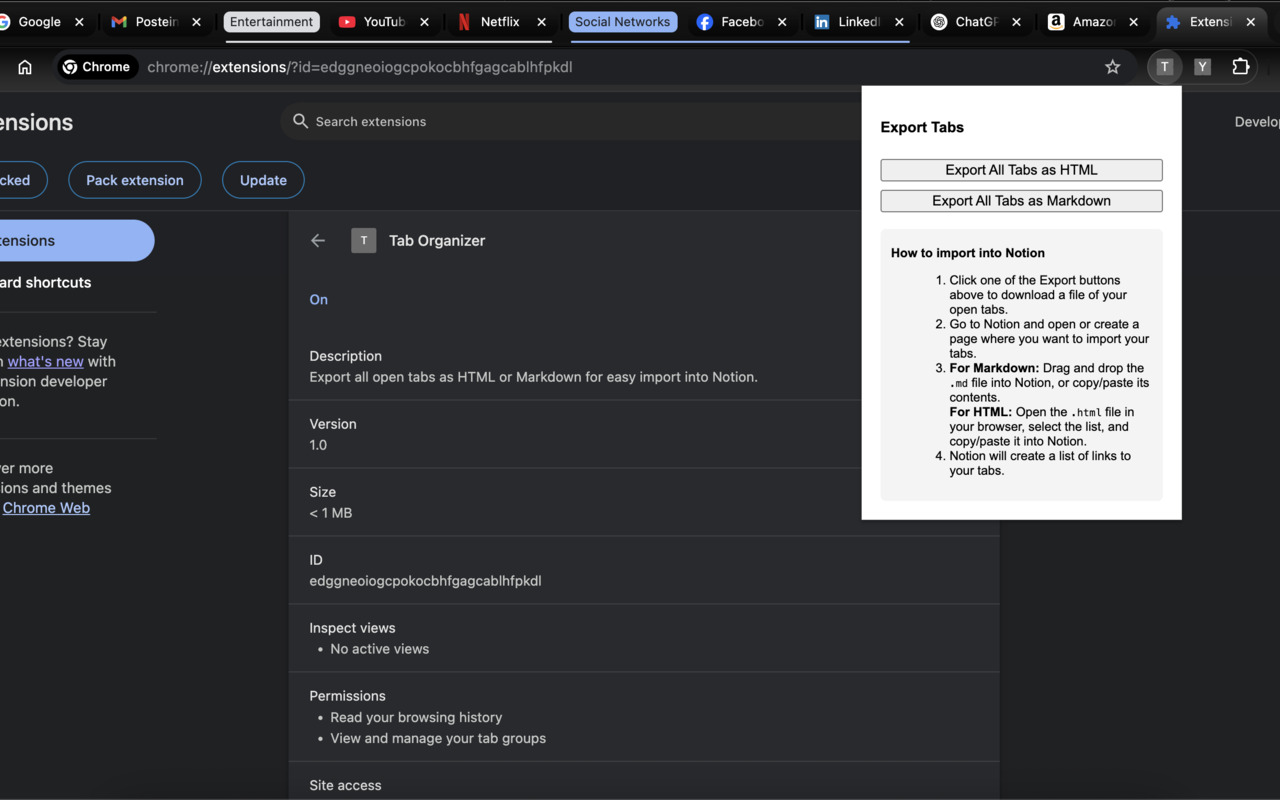 Google
Postein
Entertainment
YouTub
Netflix
Social Networks
Facebo
LinkedI
ChatGP
Amazo
Extensi
Chrome
chrome://extensions/?id=edggneoiogcpokocbhfgagcablhfpkdl
T
Y
ensions
Search extensions
Develop
cked
Pack extension
Update
tensions
ard shortcuts
extensions? Stay
what's new with
nsion developer
on.
ver more
sions and themes
Chrome Web
T
Tab Organizer
On
Description
Export all open tabs as HTML or Markdown for easy import into Notion.
Version
1.0
Size
< 1 MB
ID
edggneoiogcpokocbhfgagcablhfpkdl
Inspect views
• No active views
Permissions
• Read your browsing history
• View and manage your tab groups
Site access
Export Tabs
Export All Tabs as HTML
Export All Tabs as Markdown
How to import into Notion
1. Click one of the Export buttons
above to download a file of your
open tabs.
2. Go to Notion and open or create a
page where you want to import your
tabs.
3. For Markdown: Drag and drop the
.md file into Notion, or copy/paste its
contents.
For HTML: Open the .html file in
your browser, select the list, and
copy/paste it into Notion.
4. Notion will create a list of links to
your tabs.